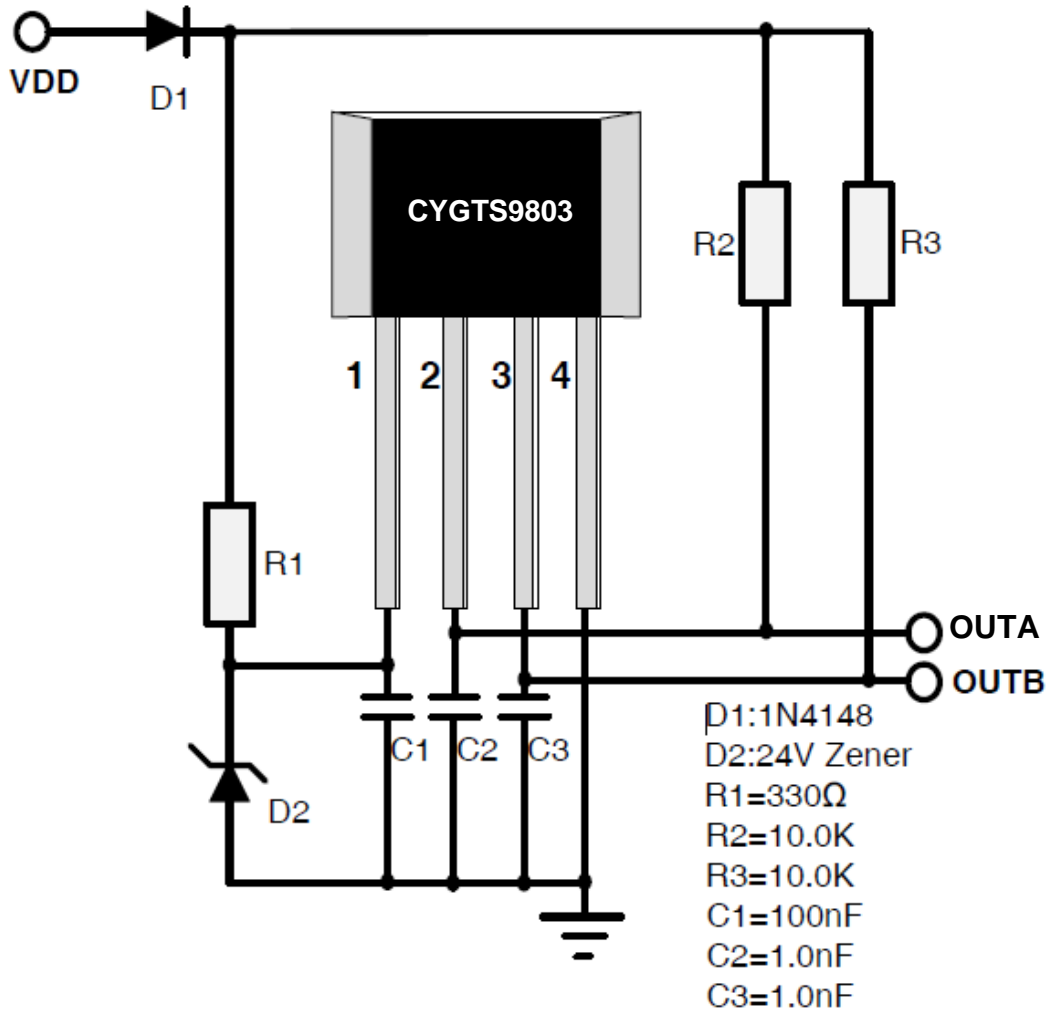 VDD
D1
CYGTS9803
R2
R3
1
2
3
4
R1
OUTA
OUTB
C1
C2
C3
D2
D1:1N4148
D2:24V Zener
R1=330Ω
R2=10.0K
R3=10.0K
C1=100nF
C2=1.0nF
C3=1.0nF